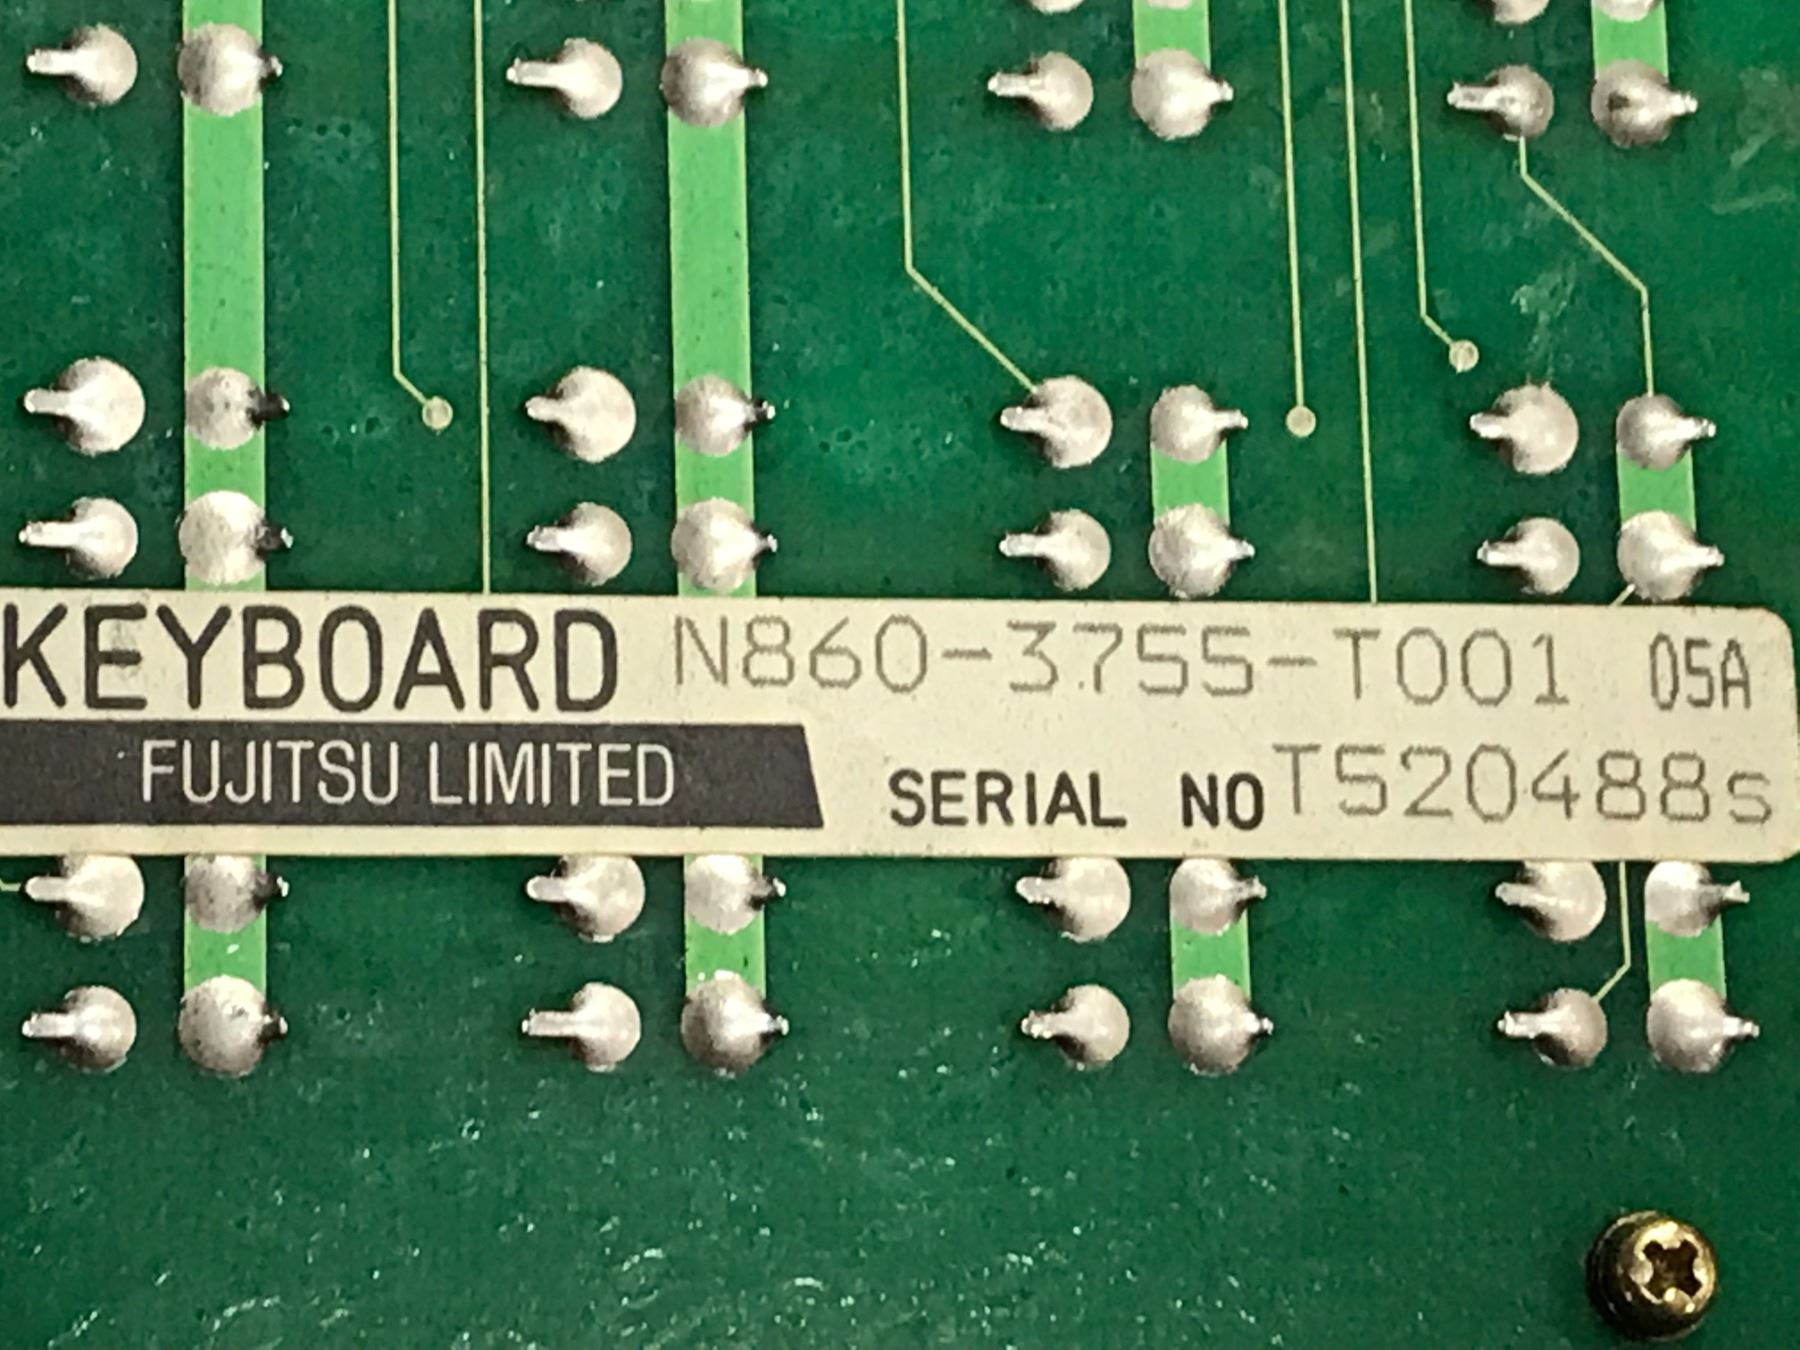 KEYBOARD N860-3755-T001 05A
FUJITSU LIMITED
SERIAL NO T520488s